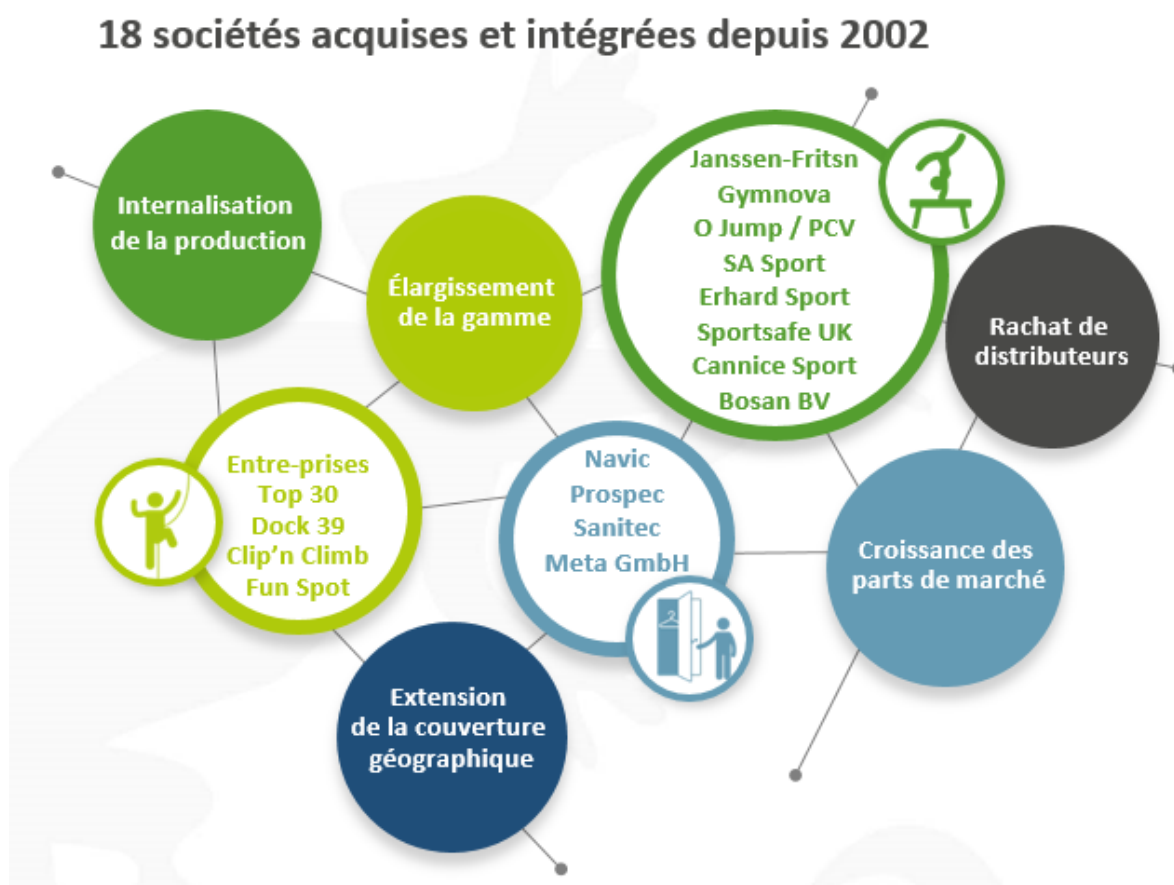 18 sociétés acquises et intégrées depuis 2002
Internalisation
de la production
Élargissement
de la gamme
Janssen-Fritsn
Gymnova
O Jump / PCV
SA Sport
Erhard Sport
Sportsafe UK
Cannice Sport
Bosan BV
Rachat de
distributeurs
Entre-prises
Top 30
Dock 39
Clip’n Climb
Fun Spot
Navic
Prospec
Sanitec
Meta GmbH
Croissance des
parts de marché
Extension
de la couverture
géographique